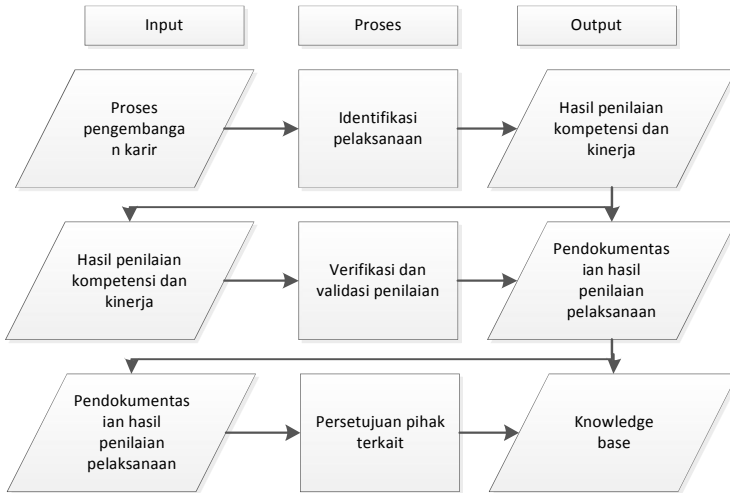 Input
Proses
Output
Proses
pengembanga
n karir
Identifikasi
pelaksanaan
Hasil penilaian
kompetensi dan
kinerja
Hasil penilaian
kompetensi dan
kinerja
Verifikasi dan
validasi penilaian
Pendokumentas
ian hasil
penilaian
pelaksanaan
Pendokumentas
ian hasil
penilaian
pelaksanaan
Persetujuan pihak
terkait
Knowledge
base